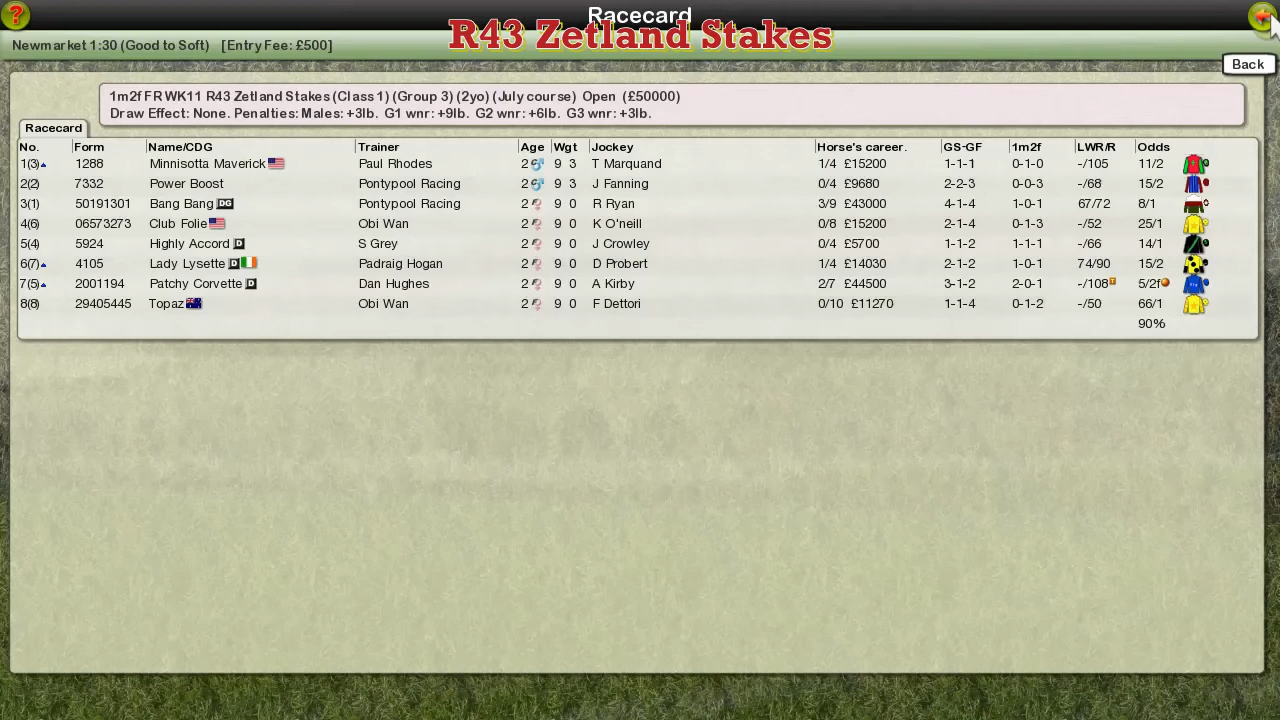 Racecard
R43 Zetland Stakes
Newmarket 1:30 (Good to Soft) [Entry Fee: £500]
Back
1m2f FR WK11 R43 Zetland Stakes (Class 1) (Group 3) (2yo) (July course) Open (£50000)
Draw Effect: None. Penalties: Males: +3lb. G1 wnr: +9lb. G2 wnr: +6lb. G3 wnr: +3lb.
Racecard
No. Form Name/CDG Trainer Age Wgt Jockey Horse's career. GS-GF 1m2f LWR/R Odds
1(3) 1288 Minnisotta Maverick Paul Rhodes 2 9 3 T Marquand 1/4 £15200 1-1-1 0-1-0 -/105 11/2
2(2) 7332 Power Boost Pontypool Racing 2 9 3 J Fanning 0/4 £9680 2-2-3 0-0-3 -/68 15/2
3(1) 50191301 Bang Bang DG Pontypool Racing 2 9 0 R Ryan 3/9 £43000 4-1-4 1-0-1 67/72 8/1
4(6) 06573273 Club Folie Obi Wan 2 9 0 K O'neill 0/8 £15200 2-1-4 0-1-3 -/52 25/1
5(4) 5924 Highly Accord D S Grey 2 9 0 J Crowley 0/4 £5700 1-1-2 1-1-1 -/66 14/1
6(7) 4105 Lady Lysette D Padraig Hogan 2 9 0 D Probert 1/4 £14030 2-1-2 1-0-1 74/90 15/2
7(5) 2001194 Patchy Corvette D Dan Hughes 2 9 0 A Kirby 2/7 £44500 3-1-2 2-0-1 -/108 T 5/2f
8(8) 29405445 Topaz Obi Wan 2 9 0 F Dettori 0/10 £11270 1-1-4 0-1-2 -/50 66/1
90%